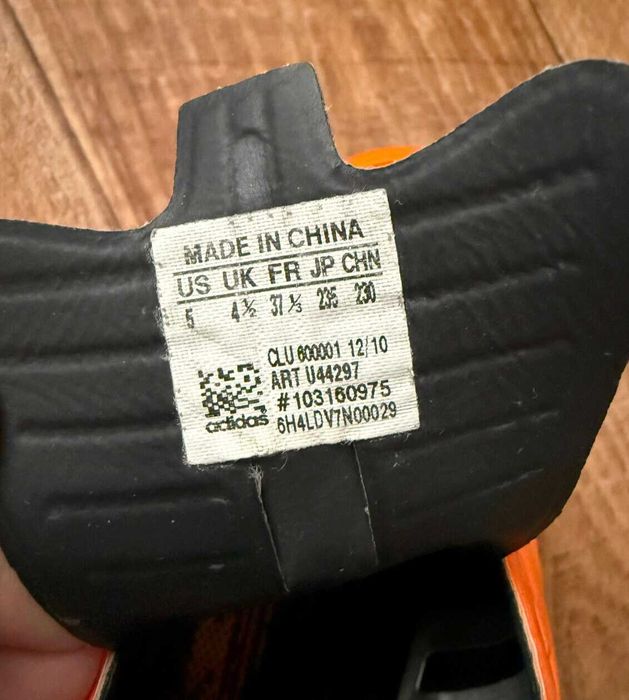 MADE IN CHINA
US UK FR JP CHN
5 4½ 37⅓ 235 230
CLU 600001 12/10
ART U44297
#103160975
adidas 6H4LDV7N00029